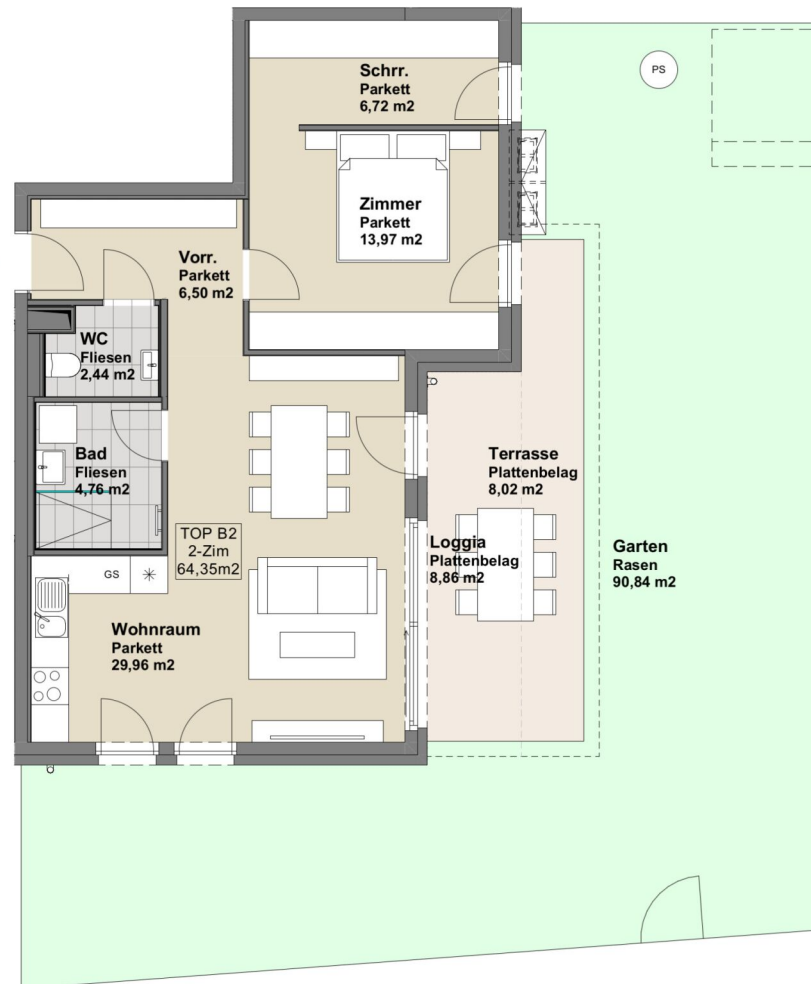 Schrr.
Parkett
6,72 m2
PS
Zimmer
Parkett
13,97 m2
Vorr.
Parkett
6,50 m2
WC
Fliesen
2,44 m2
Bad
Fliesen
4,76 m2
Terrasse
Plattenbelag
8,02 m2
TOP B2
2-Zim
64,35m2
Loggia
Plattenbelag
8,86 m2
Garten
Rasen
90,84 m2
GS
Wohnraum
Parkett
29,96 m2